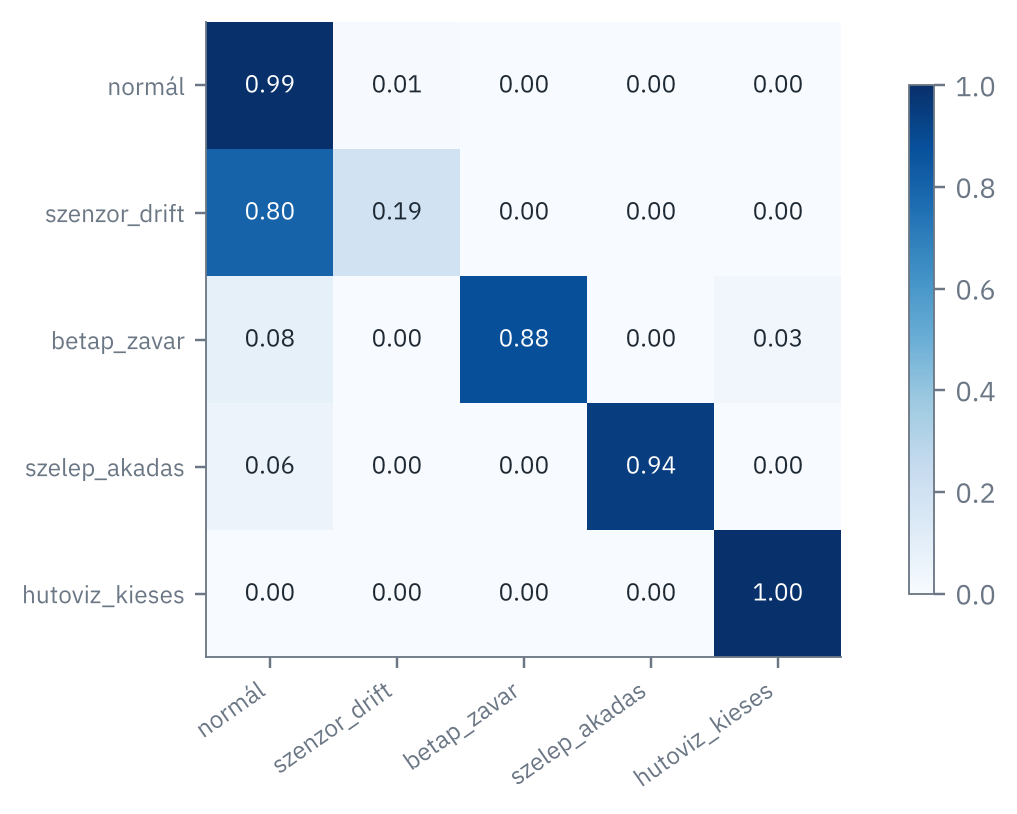 normál 0.99 0.01 0.00 0.00 0.00
szenzor_drift 0.80 0.19 0.00 0.00 0.00
betap_zavar 0.08 0.00 0.88 0.00 0.03
szelep_akadas 0.06 0.00 0.00 0.94 0.00
hutoviz_kieses 0.00 0.00 0.00 0.00 1.00
normál szenzor_drift betap_zavar szelep_akadas hutoviz_kieses
1.0
0.8
0.6
0.4
0.2
0.0